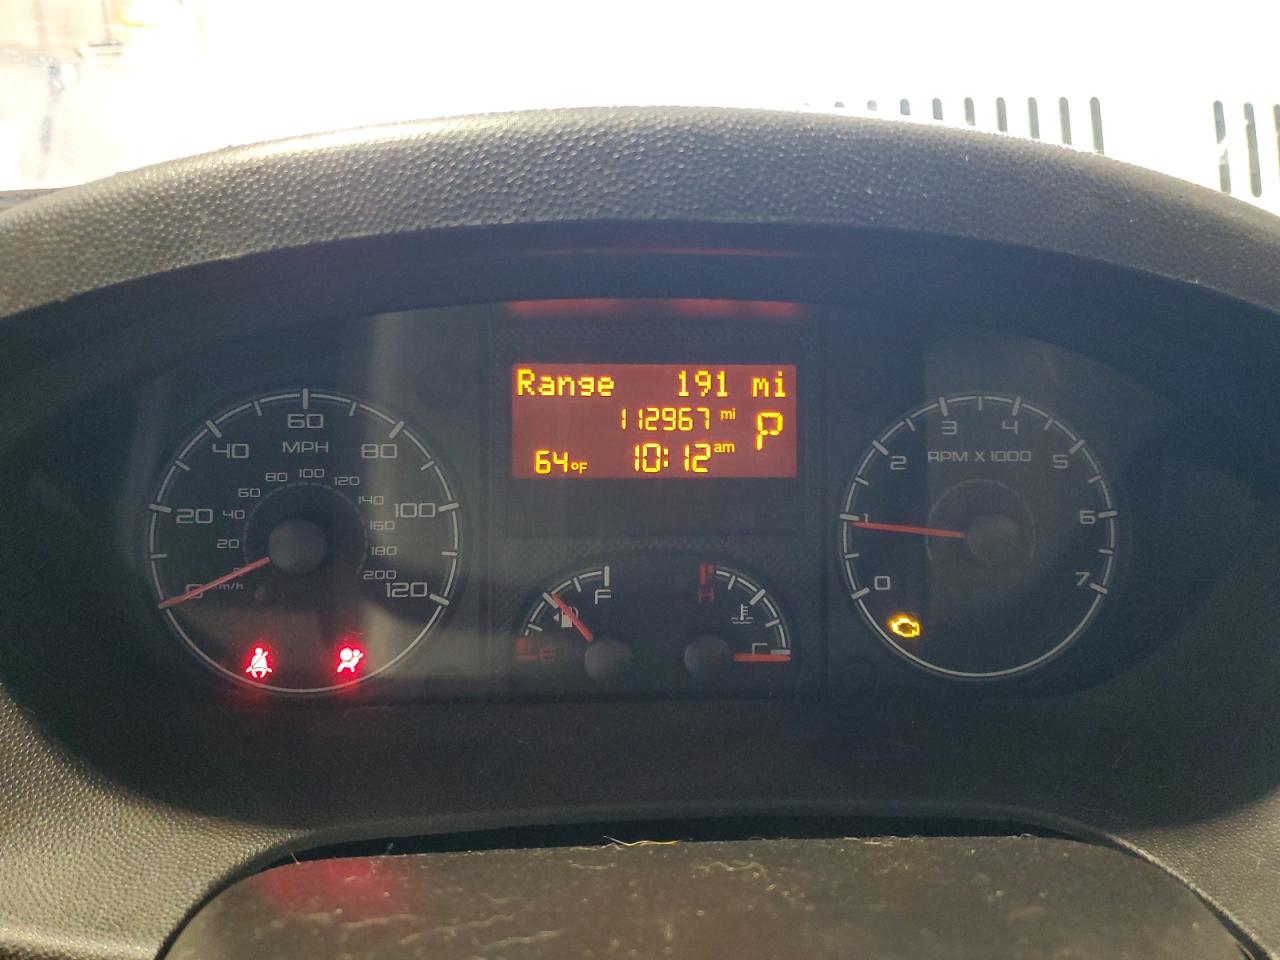 Range 191 mi
112967 mi
P
64°F 10:12 am
0 20 40 60 80 100 120
MPH
20 40 60 80 100 120 140 160 180 200
km/h
E F
H C
0 1 2 3 4 5 6 7
RPM X 1000